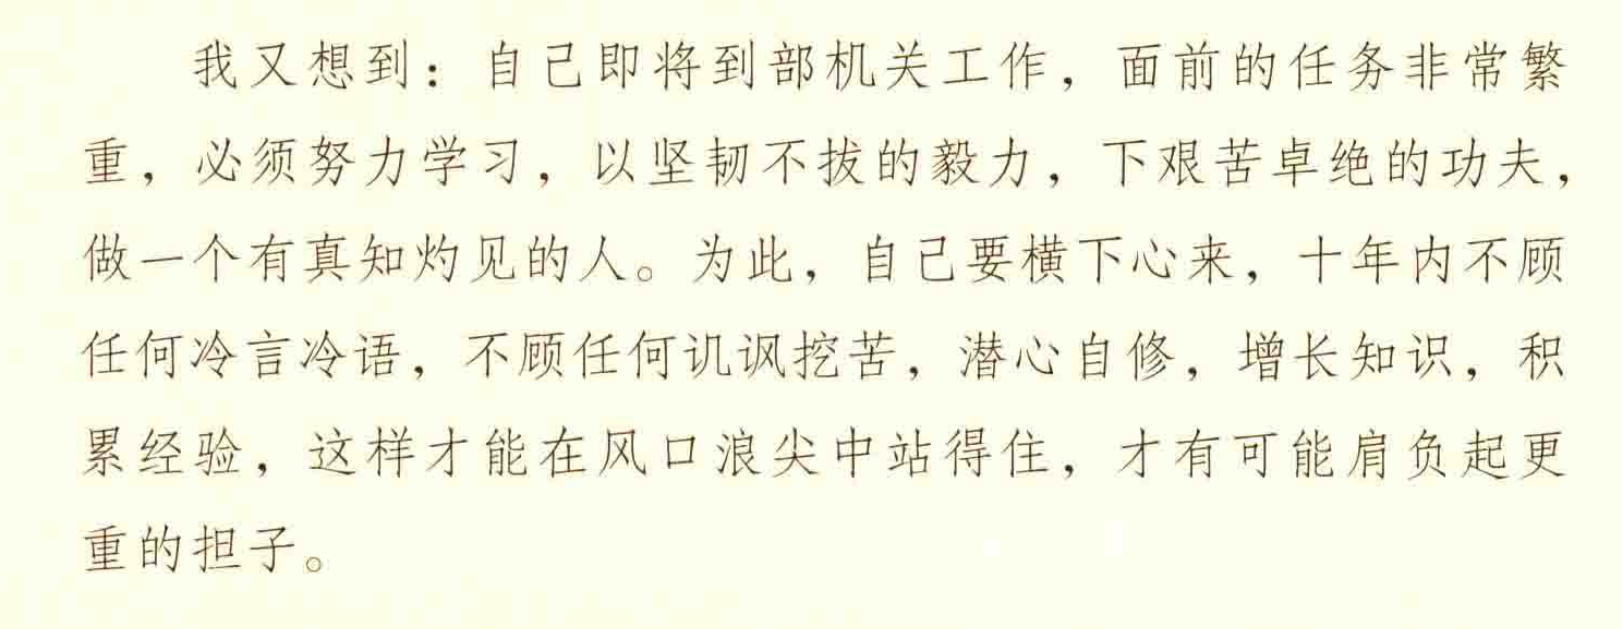 我又想到：自己即将到部机关工作，面前的任务非常繁
重，必须努力学习，以坚韧不拔的毅力，下艰苦卓绝的功夫，
做一个有真知灼见的人。为此，自己要横下心来，十年内不顾
任何冷言冷语，不顾任何讥讽挖苦，潜心自修，增长知识，积
累经验，这样才能在风口浪尖中站得住，才有可能肩负起更
重的担子。